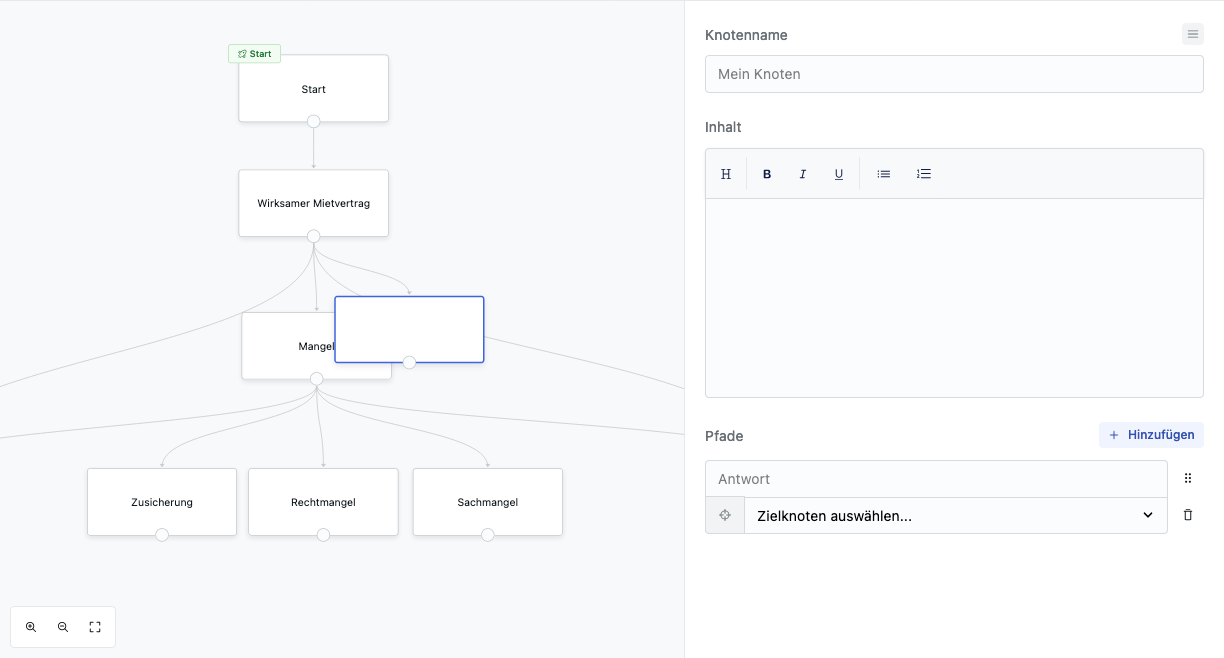 Start
Start
Wirksamer Mietvertrag
Mangel
Zusicherung
Rechtmangel
Sachmangel
Knotenname
Mein Knoten
Inhalt
H B I U
Pfade
Hinzufügen
Antwort
Zielknoten auswählen...